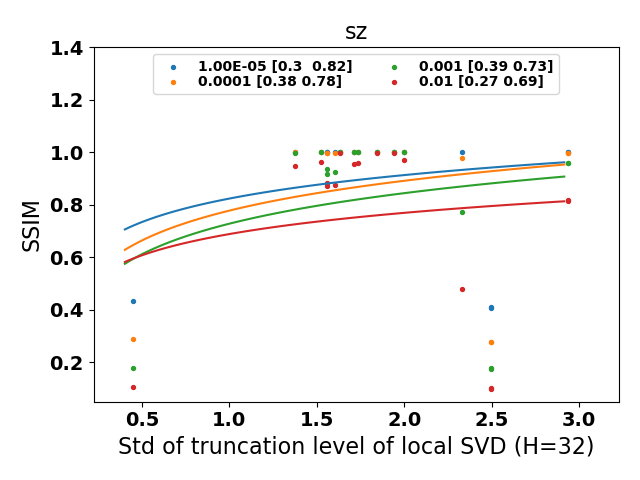 sz
1.4
1.00E-05 [0.3  0.82]
0.001 [0.39 0.73]
0.0001 [0.38 0.78]
0.01 [0.27 0.69]
1.2
1.0
0.8
0.6
0.4
0.2
SSIM
0.5 1.0 1.5 2.0 2.5 3.0
Std of truncation level of local SVD (H=32)